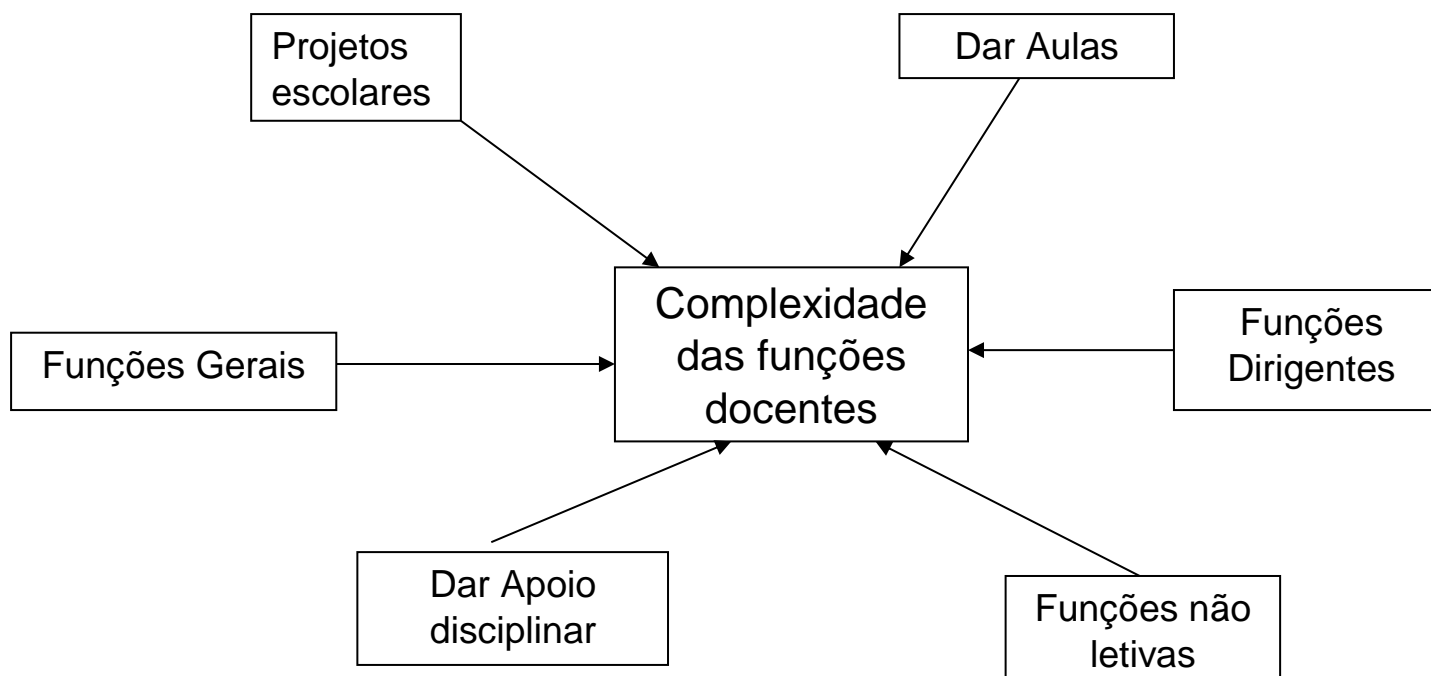 Projetos
escolares
Dar Aulas
Complexidade
das funções
docentes
Funções
Dirigentes
Funções Gerais
Dar Apoio
disciplinar
Funções não
letivas